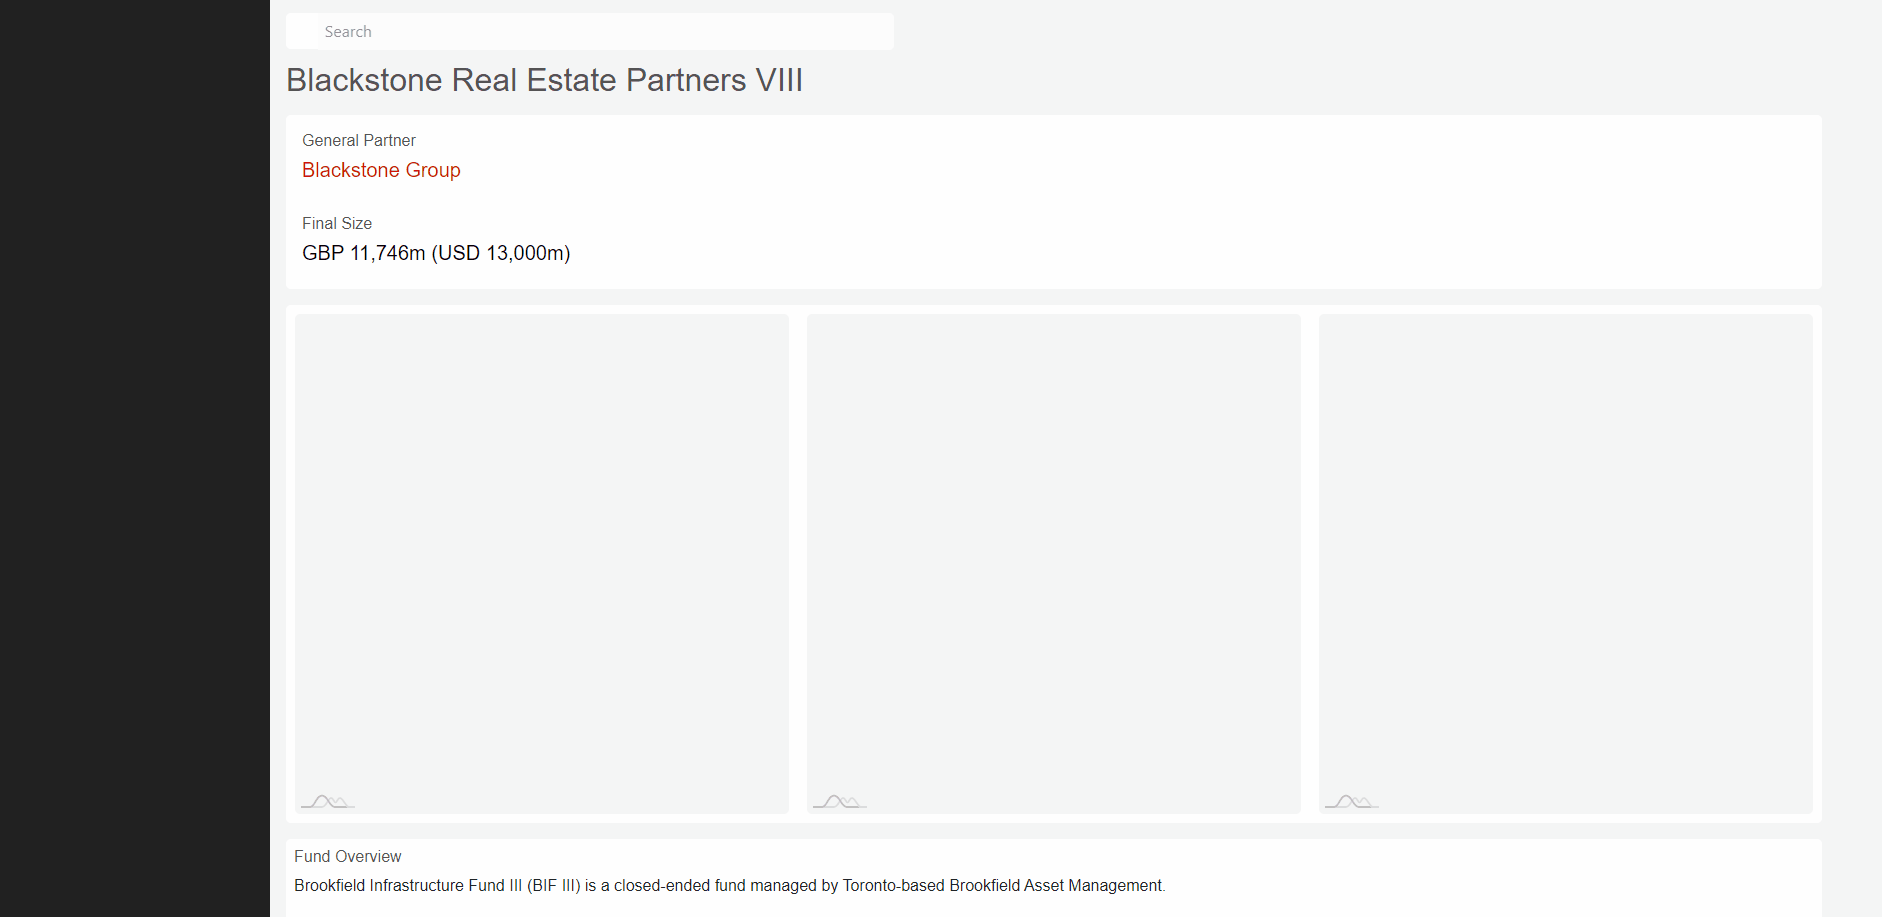 Search
Blackstone Real Estate Partners VIII
General Partner
Blackstone Group
Final Size
GBP 11,746m (USD 13,000m)
Fund Overview
Brookfield Infrastructure Fund III (BIF III) is a closed-ended fund managed by Toronto-based Brookfield Asset Management.